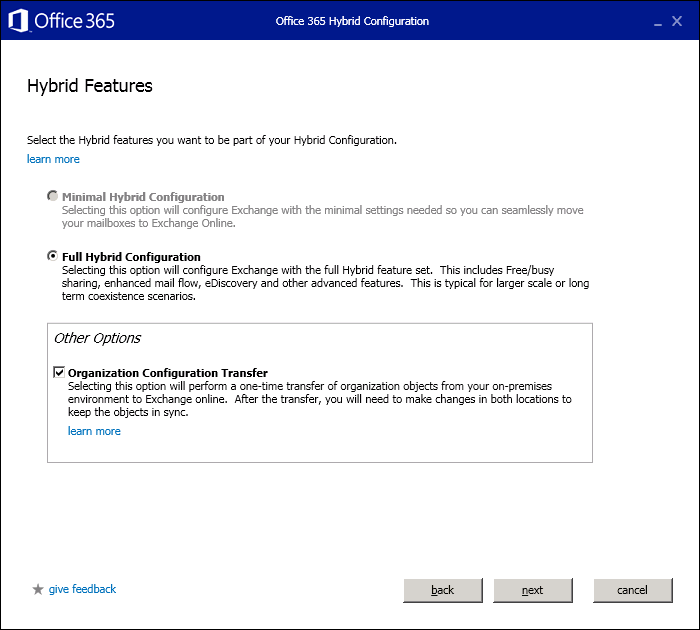 Office 365
Office 365 Hybrid Configuration
Hybrid Features
Select the Hybrid features you want to be part of your Hybrid Configuration.
learn more
Minimal Hybrid Configuration
Selecting this option will configure Exchange with the minimal settings needed so you can seamlessly move
your mailboxes to Exchange Online.
Full Hybrid Configuration
Selecting this option will configure Exchange with the full Hybrid feature set. This includes Free/busy
sharing, enhanced mail flow, eDiscovery and other advanced features. This is typical for larger scale or long
term coexistence scenarios.
Other Options
Organization Configuration Transfer
Selecting this option will perform a one-time transfer of organization objects from your on-premises
environment to Exchange online. After the transfer, you will need to make changes in both locations to
keep the objects in sync.
learn more
give feedback
back
next
cancel